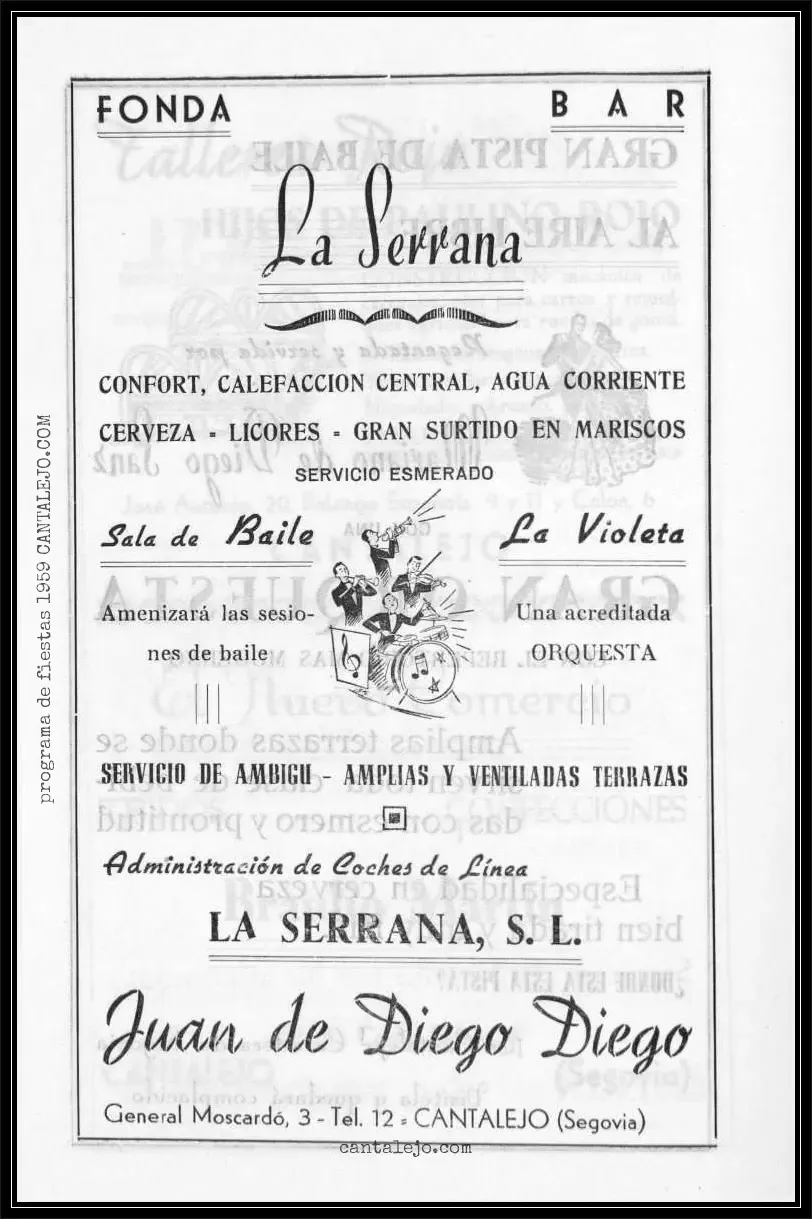 FONDA BAR
La Serrana
CONFORT, CALEFACCION CENTRAL, AGUA CORRIENTE
CERVEZA - LICORES - GRAN SURTIDO EN MARISCOS
SERVICIO ESMERADO
Sala de Baile La Violeta
Amenizará las sesio-
nes de baile
Una acreditada
ORQUESTA
SERVICIO DE AMBIGU - AMPLIAS Y VENTILADAS TERRAZAS
Administración de Coches de Línea
LA SERRANA, S. L.
Juan de Diego Diego
General Moscardó, 3 - Tel. 12 - CANTALEJO (Segovia)
cantalejo.com
programa de fiestas 1959 CANTALEJO.COM